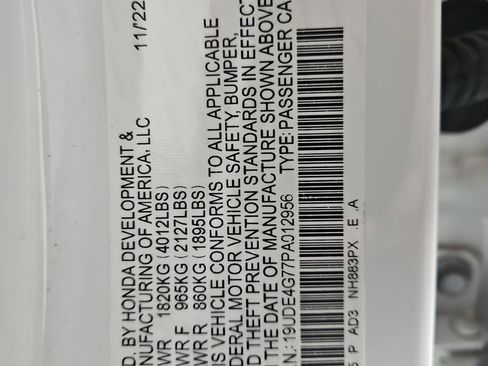 D. BY HONDA DEVELOPMENT &
NUFACTURING OF AMERICA, LLC 11/22
WR 1820KG (4012LBS)
WR F 965KG (2127LBS)
WR R 860KG (1895LBS)
IS VEHICLE CONFORMS TO ALL APPLICABLE
DERAL MOTOR VEHICLE SAFETY, BUMPER,
D THEFT PREVENTION STANDARDS IN EFFECT
THE DATE OF MANUFACTURE SHOWN ABOVE
I.N.: 19UDE4G77PA012956 TYPE: PASSENGER CA
P AD3 NH883PX E .A